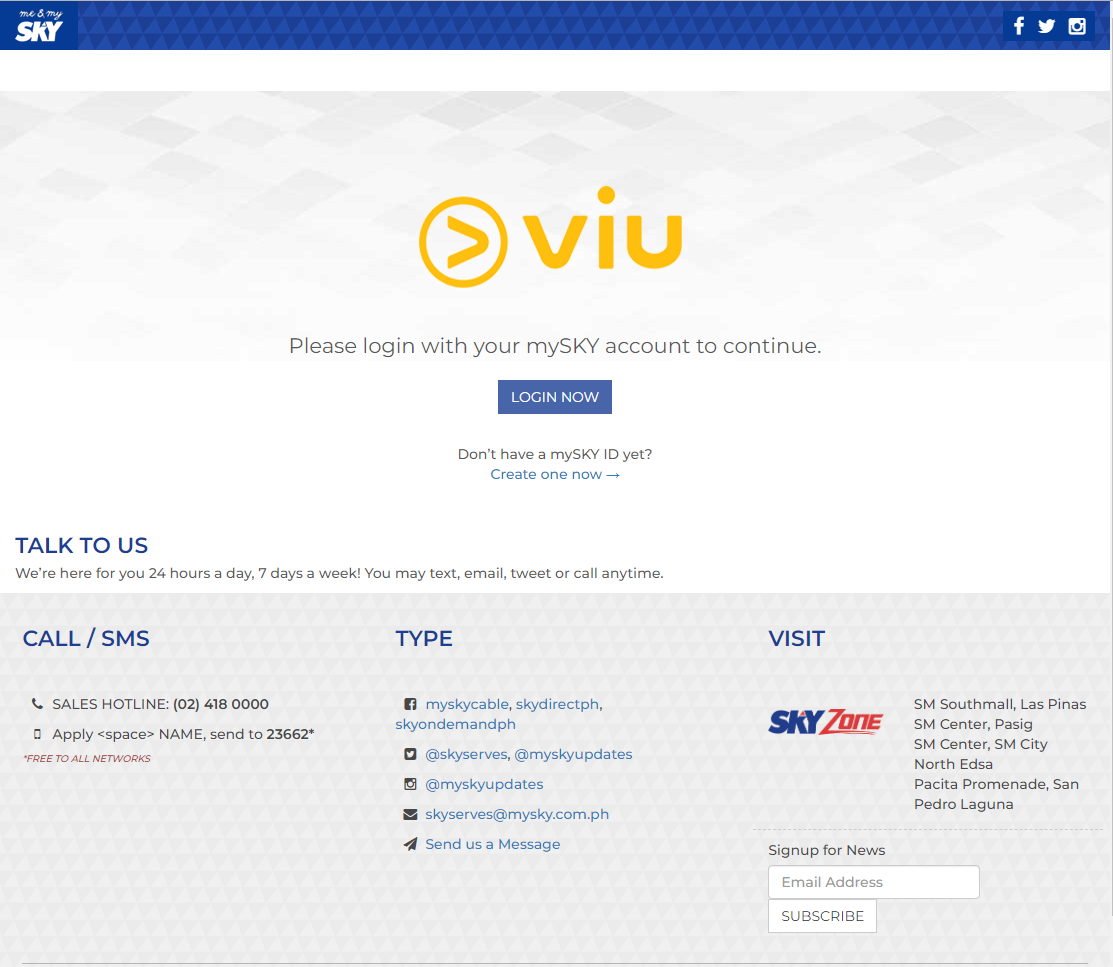 me & my
SKY
viu
Please login with your mySKY account to continue.
LOGIN NOW
Don’t have a mySKY ID yet?
Create one now →
TALK TO US
We’re here for you 24 hours a day, 7 days a week! You may text, email, tweet or call anytime.
CALL / SMS
SALES HOTLINE: (02) 418 0000
Apply <space> NAME, send to 23662*
*FREE TO ALL NETWORKS
TYPE
myskycable, skydirectph,
skyondemandph
@skyserves, @myskyupdates
@myskyupdates
skyserves@mysky.com.ph
Send us a Message
VISIT
SKY ZONE
SM Southmall, Las Pinas
SM Center, Pasig
SM Center, SM City
North Edsa
Pacita Promenade, San
Pedro Laguna
Signup for News
Email Address
SUBSCRIBE